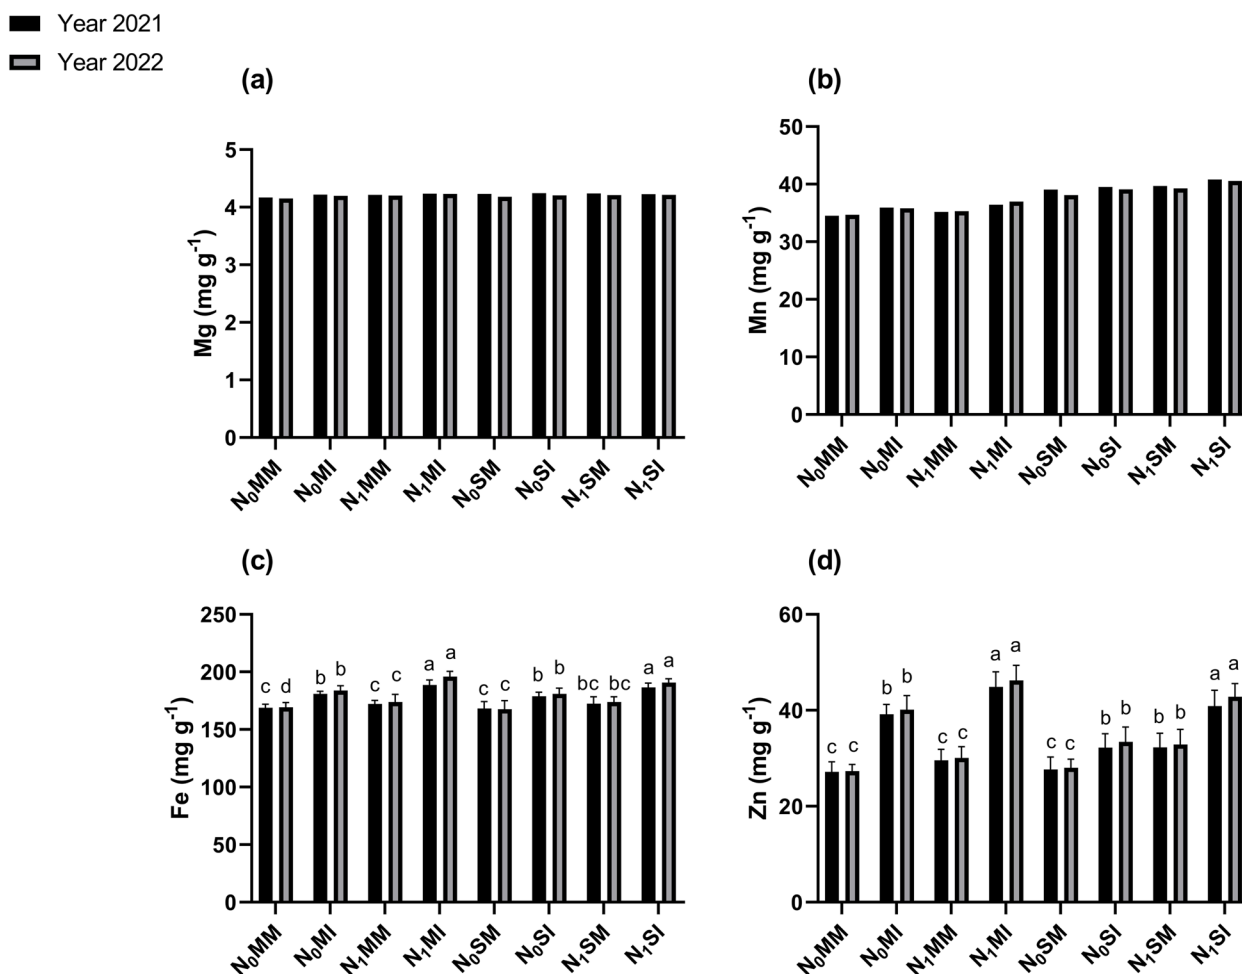 Year 2021
Year 2022
(a)
5
4
3
2
1
0
Mg (mg g⁻¹)
N₀MM N₀MI N₁MM N₁MI N₀SM N₀SI N₁SM N₁SI
(b)
50
40
30
20
10
0
Mn (mg g⁻¹)
N₀MM N₀MI N₁MM N₁MI N₀SM N₀SI N₁SM N₁SI
(c)
250
200
150
100
50
0
Fe (mg g⁻¹)
c d b b c c a a c c b b bc bc a a
N₀MM N₀MI N₁MM N₁MI N₀SM N₀SI N₁SM N₁SI
(d)
60
40
20
0
Zn (mg g⁻¹)
c c b b c c a a c c b b b b a a
N₀MM N₀MI N₁MM N₁MI N₀SM N₀SI N₁SM N₁SI